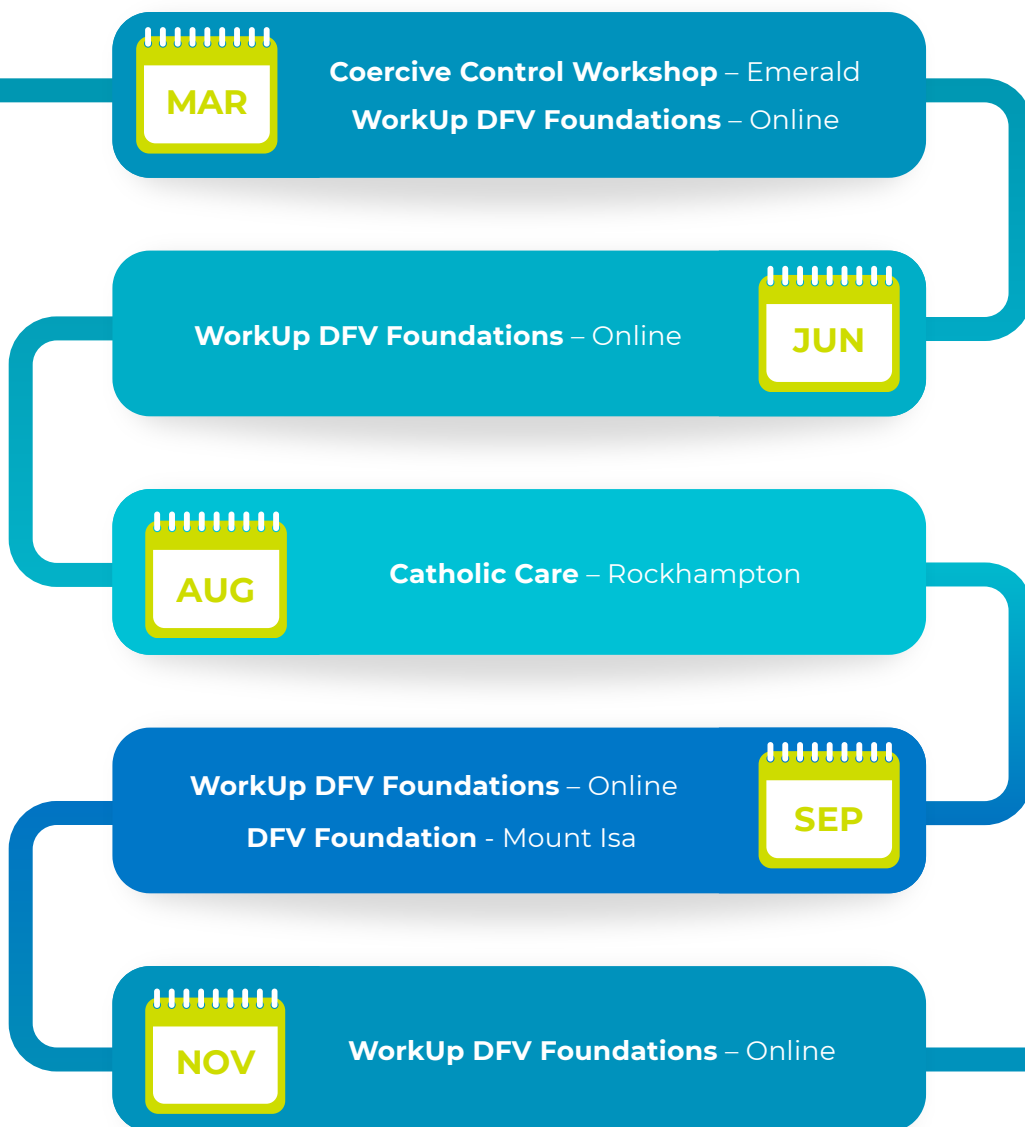 MAR
Coercive Control Workshop – Emerald
WorkUp DFV Foundations – Online
WorkUp DFV Foundations – Online
JUN
AUG
Catholic Care – Rockhampton
WorkUp DFV Foundations – Online
DFV Foundation - Mount Isa
SEP
NOV
WorkUp DFV Foundations – Online